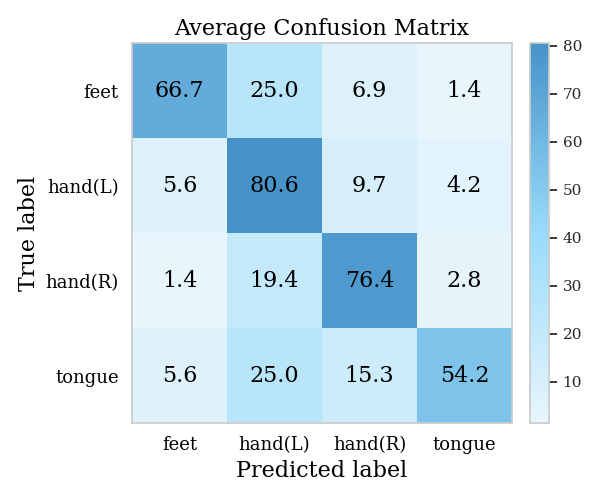 Average Confusion Matrix
feet 66.7 25.0 6.9 1.4
hand(L) 5.6 80.6 9.7 4.2
hand(R) 1.4 19.4 76.4 2.8
tongue 5.6 25.0 15.3 54.2
feet hand(L) hand(R) tongue
Predicted label
True label
80
70
60
50
40
30
20
10